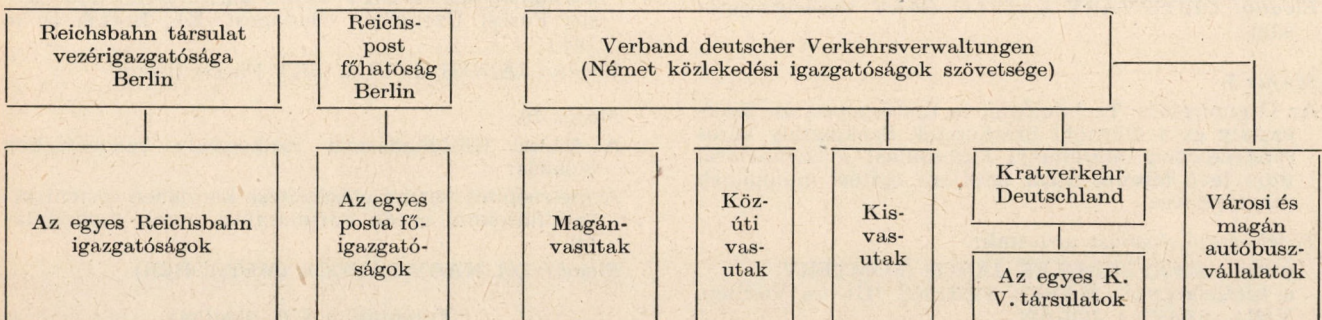 Reichsbahn társulat
vezérigazgatósága
Berlin
Reichs-
post
főhatóság
Berlin
Verband deutscher Verkehrsverwaltungen
(Német közlekedési igazgatóságok szövetsége)
Az egyes Reichsbahn
igazgatóságok
Az egyes
posta fő-
igazgató-
ságok
Magán-
vasutak
Köz-
úti
vas-
utak
Kis-
vas-
utak
Kratverkehr
Deutschland
Az egyes K.
V. társulatok
Városi és
magán
autóbusz-
vállalatok